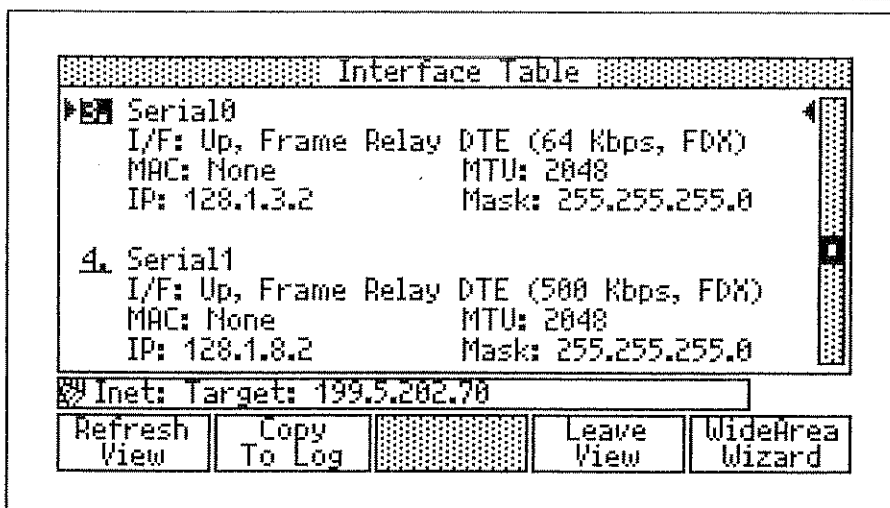 Interface Table
3. Serial0
I/F: Up, Frame Relay DTE (64 Kbps, FDX)
MAC: None MTU: 2048
IP: 128.1.3.2 Mask: 255.255.255.0
4. Serial1
I/F: Up, Frame Relay DTE (500 Kbps, FDX)
MAC: None MTU: 2048
IP: 128.1.8.2 Mask: 255.255.255.0
Inet: Target: 199.5.202.70
Refresh View
Copy To Log
Leave View
WideArea Wizard